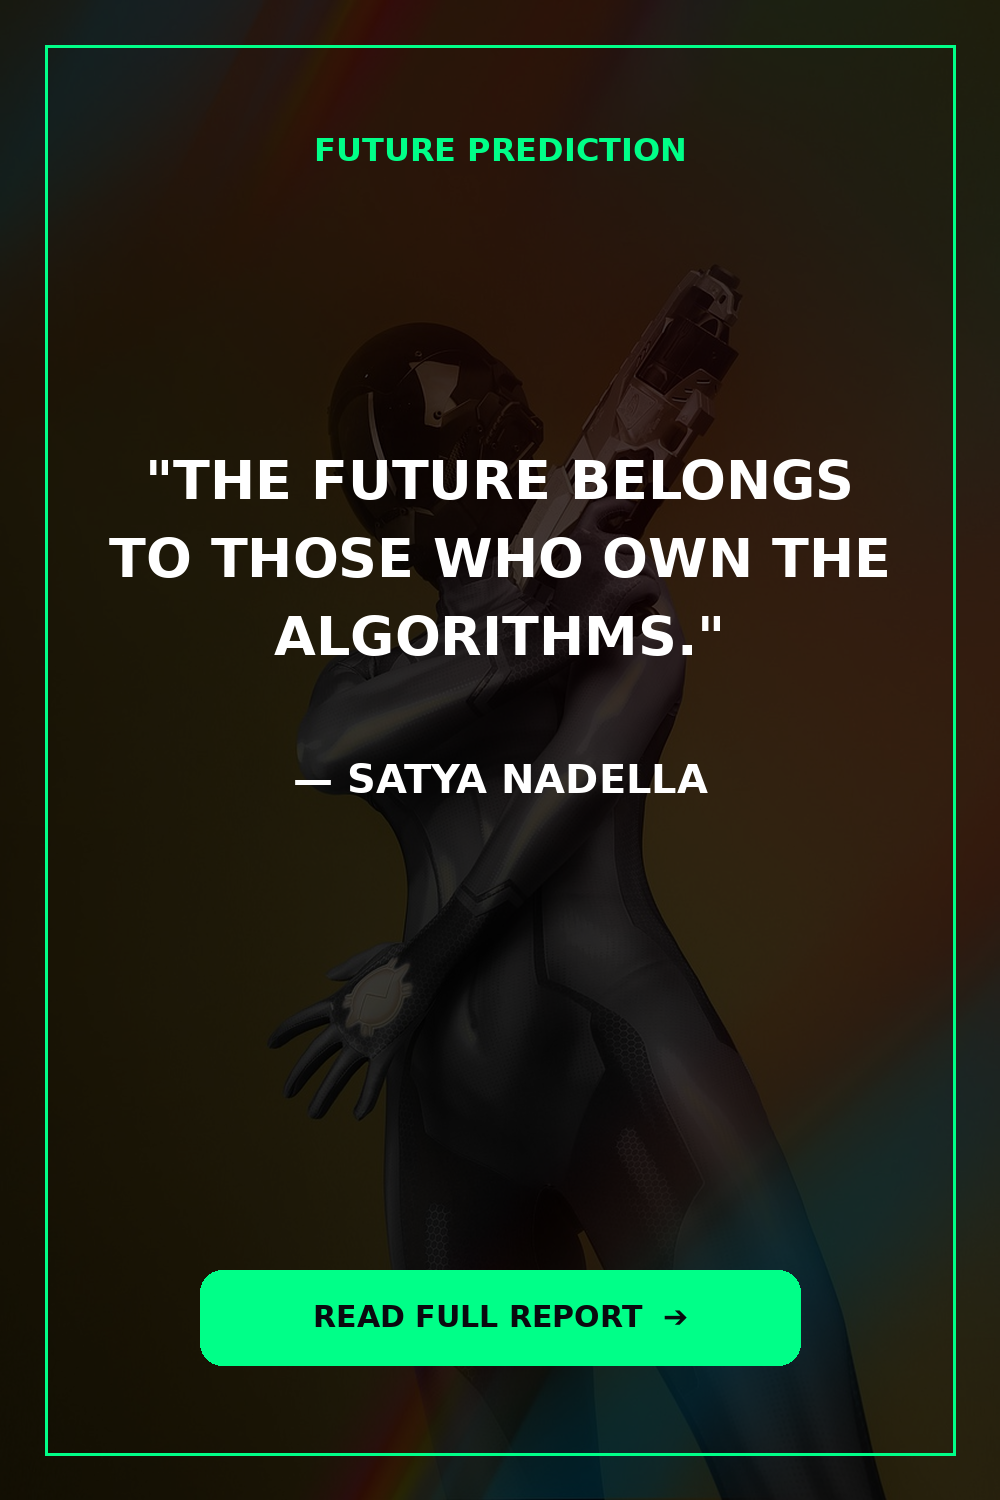 FUTURE PREDICTION
"THE FUTURE BELONGS
TO THOSE WHO OWN THE
ALGORITHMS."
— SATYA NADELLA
READ FULL REPORT ➔